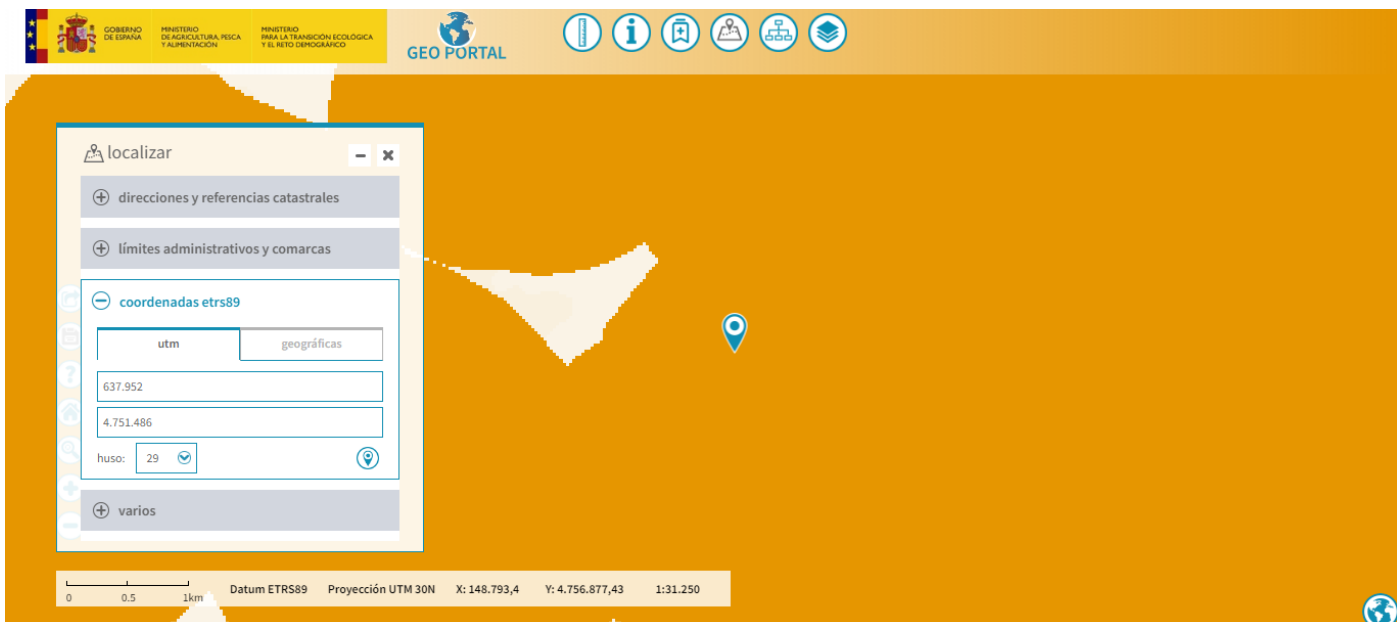 GOBIERNO
DE ESPAÑA
MINISTERIO
DE AGRICULTURA, PESCA
Y ALIMENTACIÓN
MINISTERIO
PARA LA TRANSICIÓN ECOLÓGICA
Y EL RETO DEMOGRÁFICO
GEO PORTAL
localizar
direcciones y referencias catastrales
límites administrativos y comarcas
coordenadas etrs89
utm geográficas
637.952
4.751.486
huso: 29
varios
0 0.5 1km Datum ETRS89 Proyección UTM 30N X: 148.793,4 Y: 4.756.877,43 1:31.250